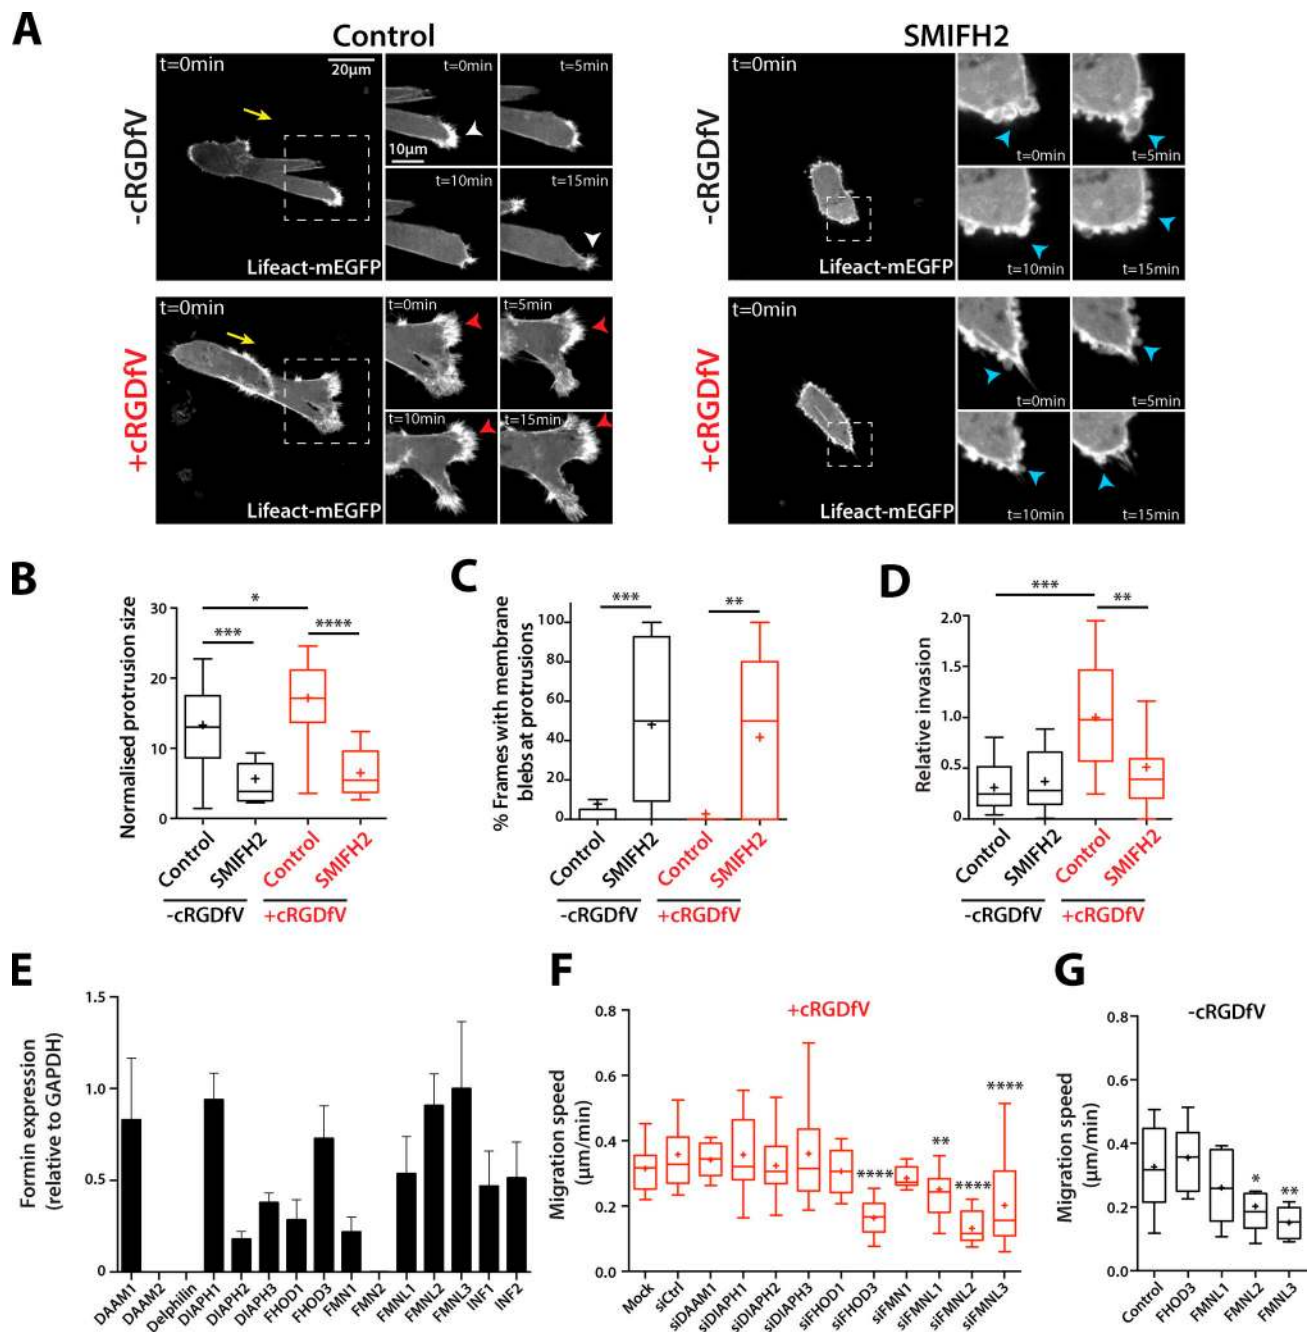 A
Control
SMIFH2
-cRGDfV
t=0min
20µm
Lifeact-mEGFP
t=0min
t=5min
10µm
t=10min
t=15min
t=0min
Lifeact-mEGFP
t=0min
t=5min
t=10min
t=15min
+cRGDfV
t=0min
Lifeact-mEGFP
t=0min
t=5min
t=10min
t=15min
t=0min
Lifeact-mEGFP
t=0min
t=5min
t=10min
t=15min
-cRGDfV
+cRGDfV
B
Normalised protrusion size
30
20
10
0
*
***
****
Control
SMIFH2
Control
SMIFH2
-cRGDfV
+cRGDfV
C
% Frames with membrane
blebs at protrusions
100
80
60
40
20
0
***
**
Control
SMIFH2
Control
SMIFH2
-cRGDfV
+cRGDfV
D
Relative invasion
2.0
1.5
1.0
0.5
0
***
**
Control
SMIFH2
Control
SMIFH2
-cRGDfV
+cRGDfV
E
Formin expression
(relative to GAPDH)
1.5
1.0
0.5
0
DAAM1
DAAM2
Delphilin
DIAPH1
DIAPH2
DIAPH3
FHOD1
FHOD3
FMN1
FMN2
FMNL1
FMNL2
FMNL3
INF1
INF2
F
+cRGDfV
Migration speed
(µm/min)
0.8
0.6
0.4
0.2
0.0
****
**
****
****
Mock
siCtrl
siDAAM1
siDIAPH1
siDIAPH2
siDIAPH3
siFHOD1
siFHOD3
siFMN1
siFMNL1
siFMNL2
siFMNL3
G
-cRGDfV
Migration speed
(µm/min)
0.8
0.6
0.4
0.2
0.0
*
**
Control
FHOD3
FMNL1
FMNL2
FMNL3